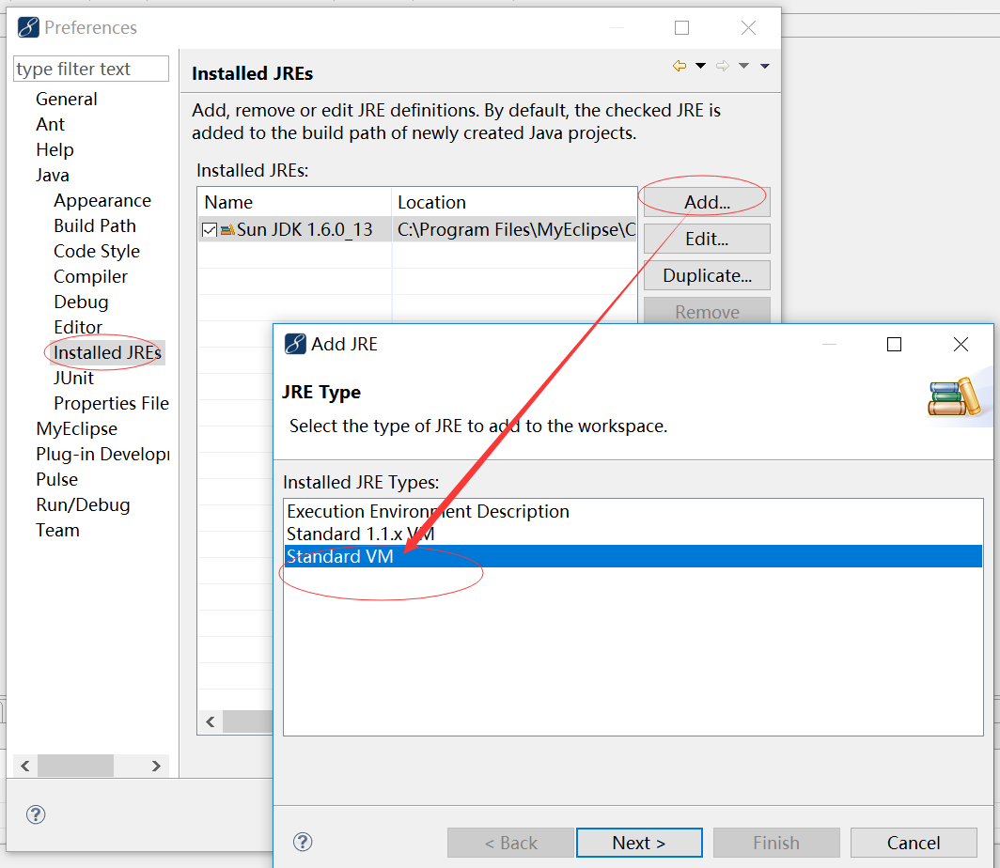 Preferences
type filter text
General
Ant
Help
Java
Appearance
Build Path
Code Style
Compiler
Debug
Editor
Installed JREs
JUnit
Properties File
MyEclipse
Plug-in Develop
Pulse
Run/Debug
Team
Installed JREs
Add, remove or edit JRE definitions. By default, the checked JRE is
added to the build path of newly created Java projects.
Installed JREs:
Name Location
Sun JDK 1.6.0_13 C:\Program Files\MyEclipse\C
Add...
Edit...
Duplicate...
Remove
Add JRE
JRE Type
Select the type of JRE to add to the workspace.
Installed JRE Types:
Execution Environment Description
Standard 1.1.x VM
Standard VM
< Back Next > Finish Cancel